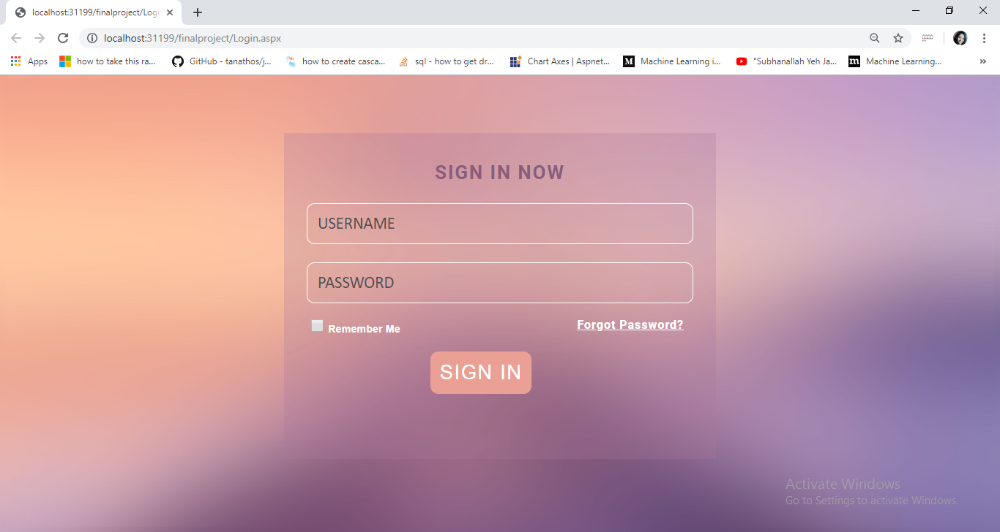 localhost:31199/finalproject/Logi
localhost:31199/finalproject/Login.aspx
Apps how to take this ra... GitHub - tanathos/j... how to create casca... sql - how to get dr... Chart Axes | Aspnet... M Machine Learning i... "Subhanallah Yeh Ja... m Machine Learning... »
SIGN IN NOW
USERNAME
PASSWORD
Remember Me Forgot Password?
SIGN IN
Activate Windows
Go to Settings to activate Windows.